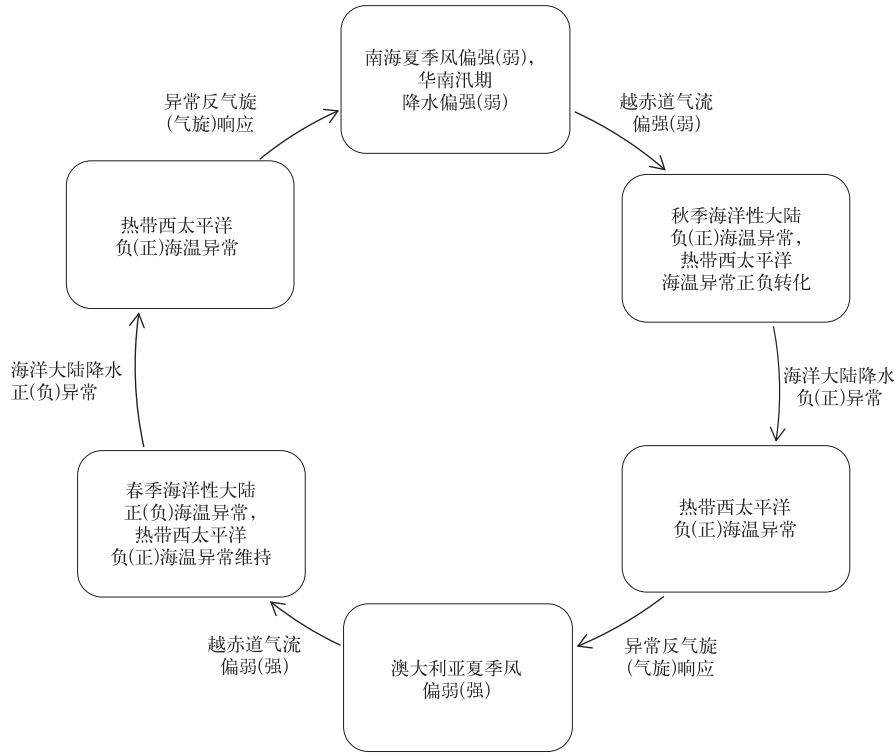 南海夏季风偏强(弱),
华南汛期
降水偏强(弱)
越赤道气流
偏强(弱)
秋季海洋性大陆
负(正)海温异常,
热带西太平洋
海温异常正负转化
海洋大陆降水
负(正)异常
热带西太平洋
负(正)海温异常
异常反气旋
(气旋)响应
澳大利亚夏季风
偏弱(强)
越赤道气流
偏弱(强)
春季海洋性大陆
正(负)海温异常,
热带西太平洋
负(正)海温异常维持
海洋大陆降水
正(负)异常
热带西太平洋
负(正)海温异常
异常反气旋
(气旋)响应